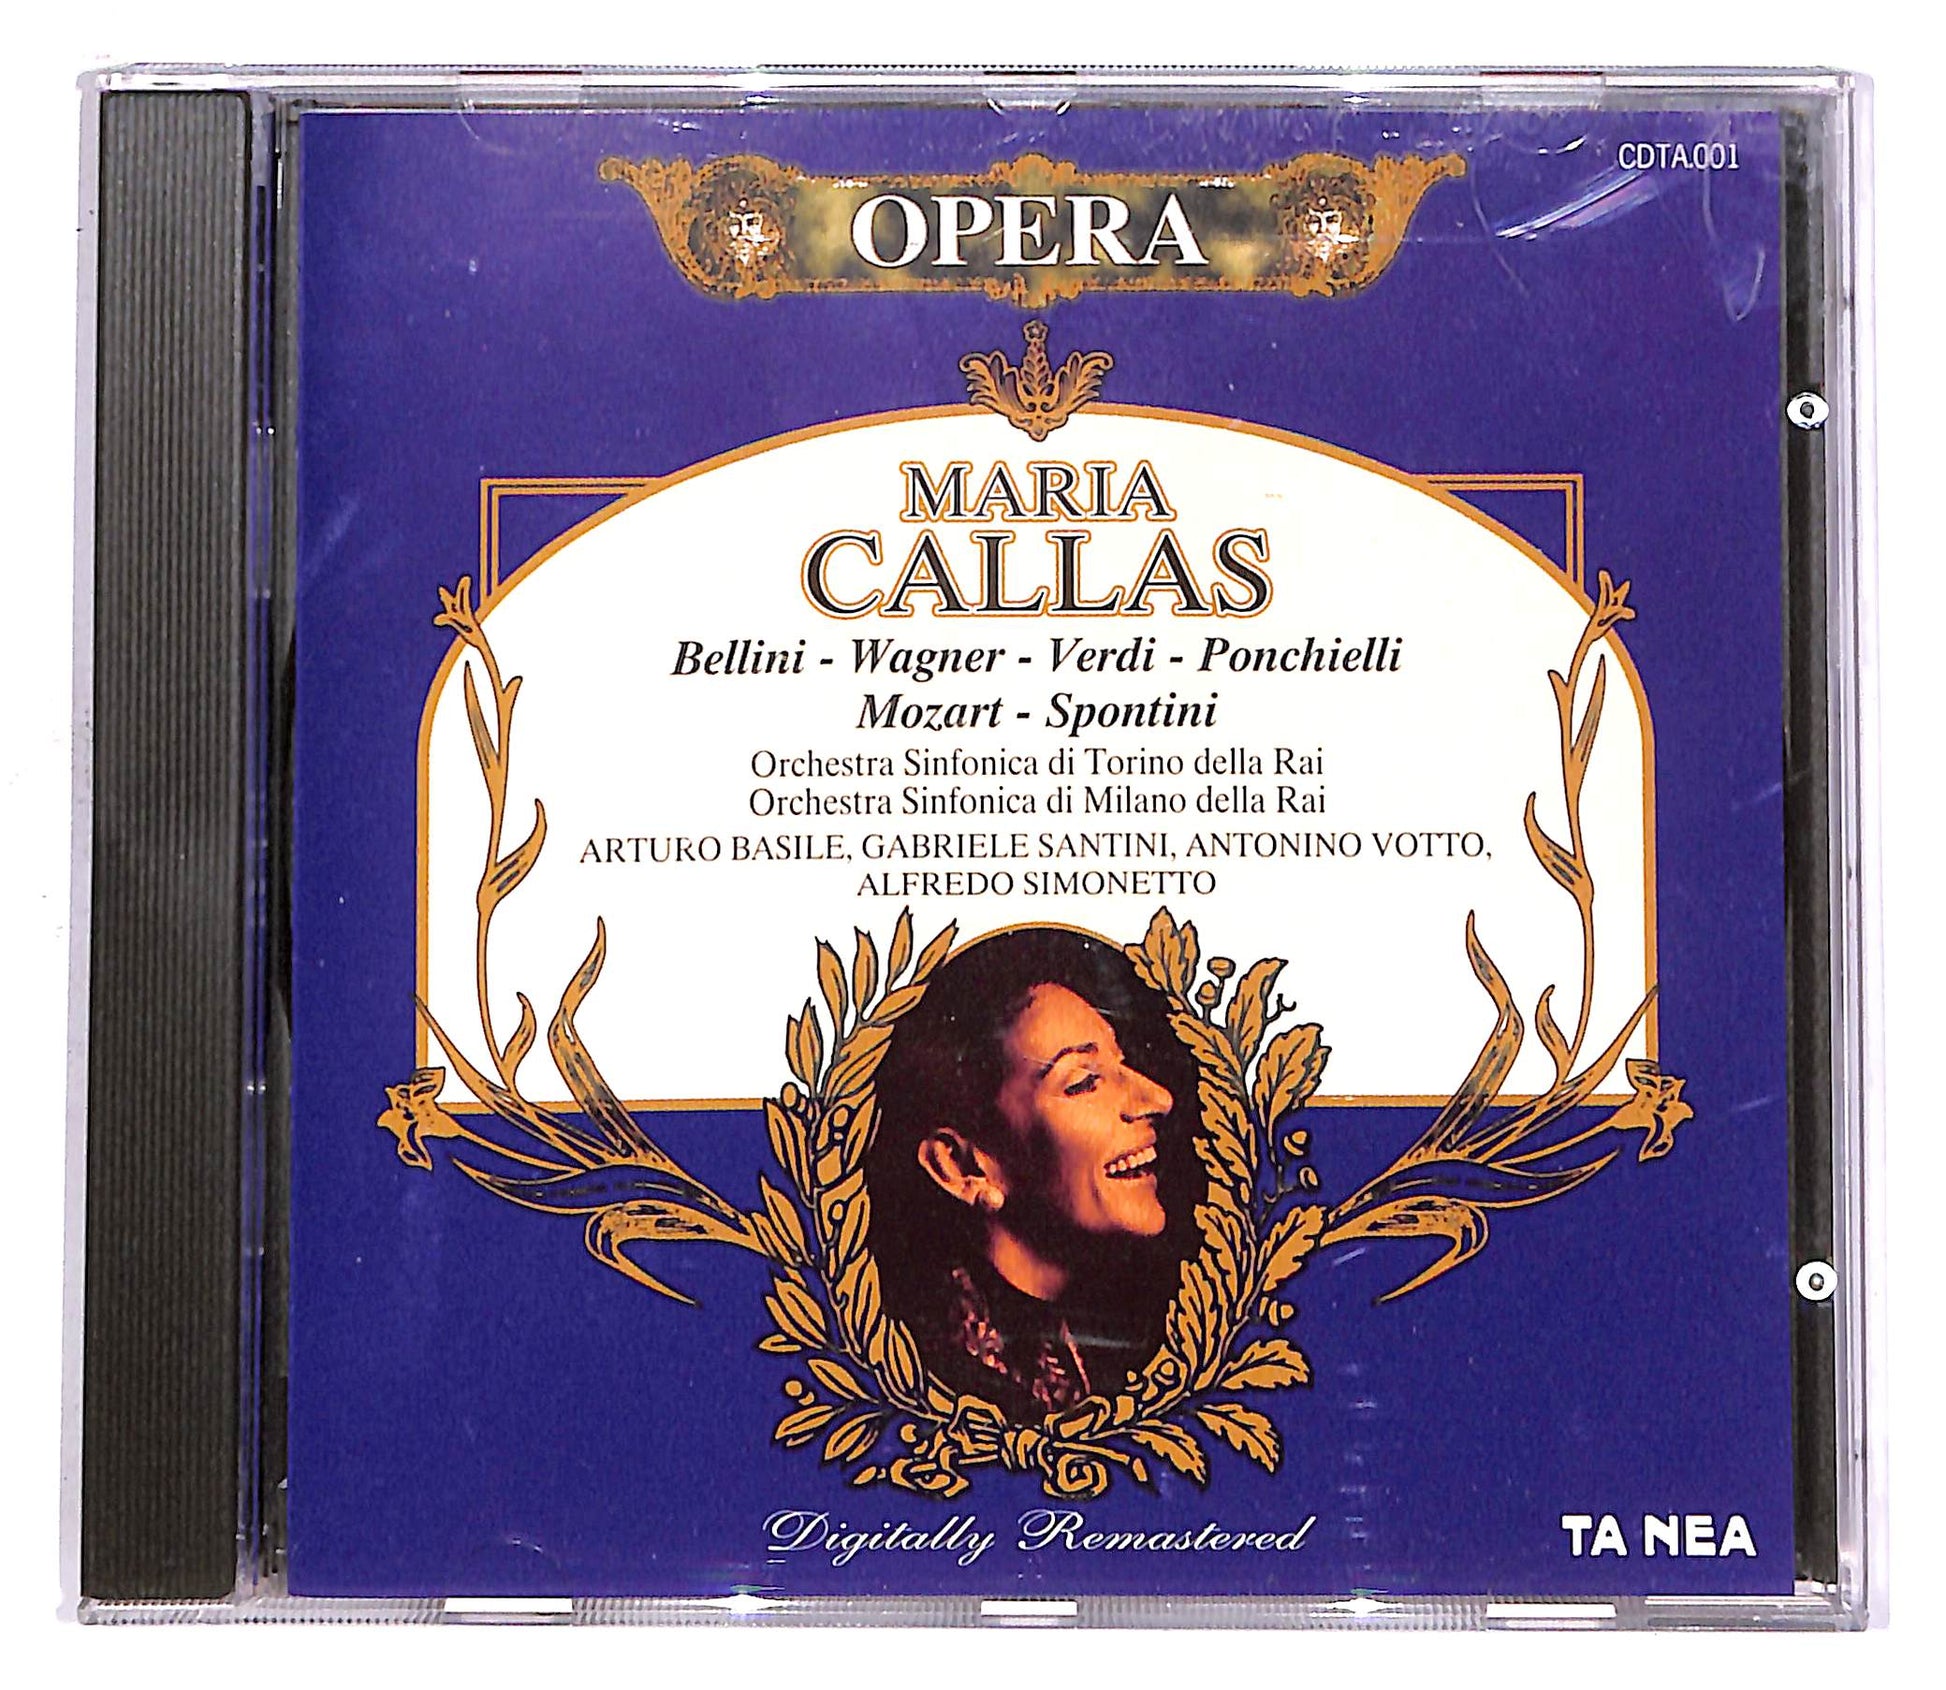 CDTA.001
OPERA
MARIA
CALLAS
Bellini - Wagner - Verdi - Ponchielli
Mozart - Spontini
Orchestra Sinfonica di Torino della Rai
Orchestra Sinfonica di Milano della Rai
ARTURO BASILE, GABRIELE SANTINI, ANTONINO VOTTO,
ALFREDO SIMONETTO
Digitally Remastered
TA NEA